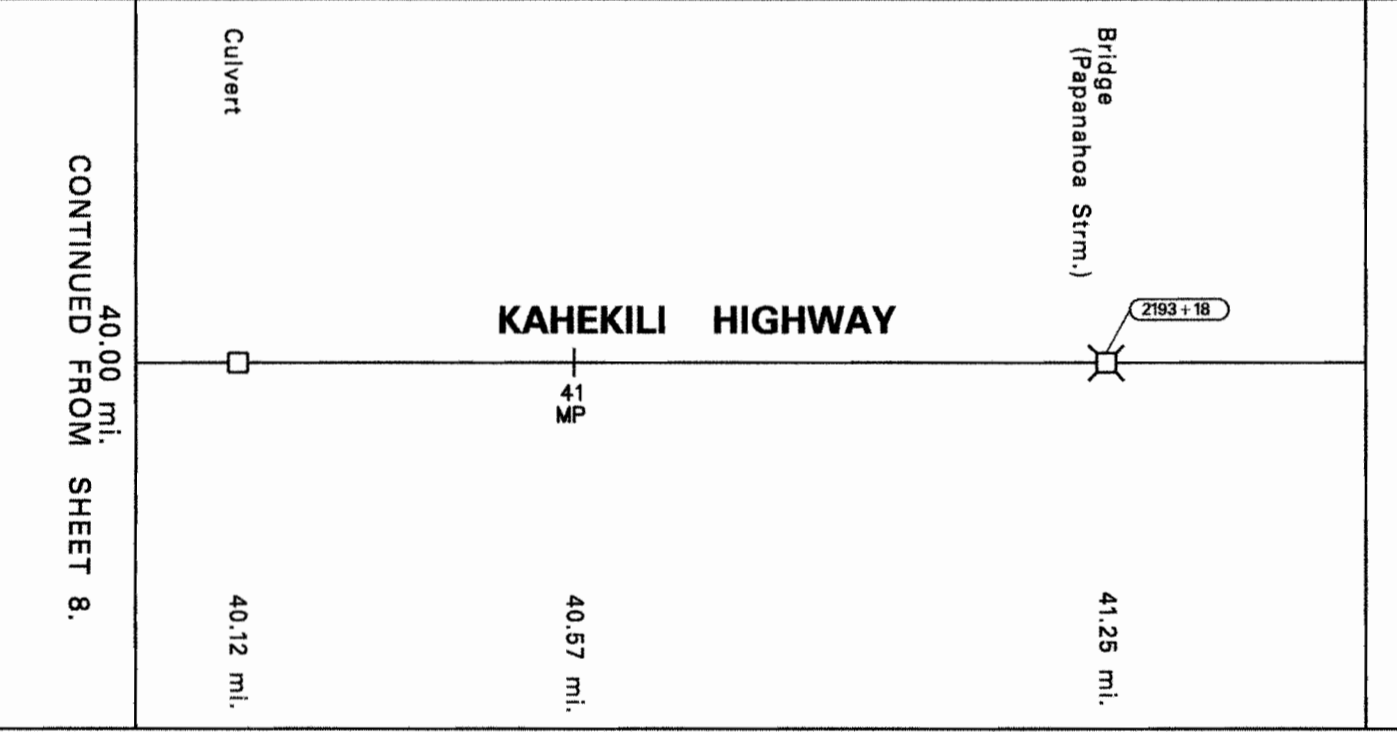 CONTINUED FROM SHEET 8.
40.00 mi.
Culvert
Bridge
(Papanahoa Strm.)
2193+18
KAHEKILI HIGHWAY
41
MP
40.12 mi.
40.57 mi.
41.25 mi.